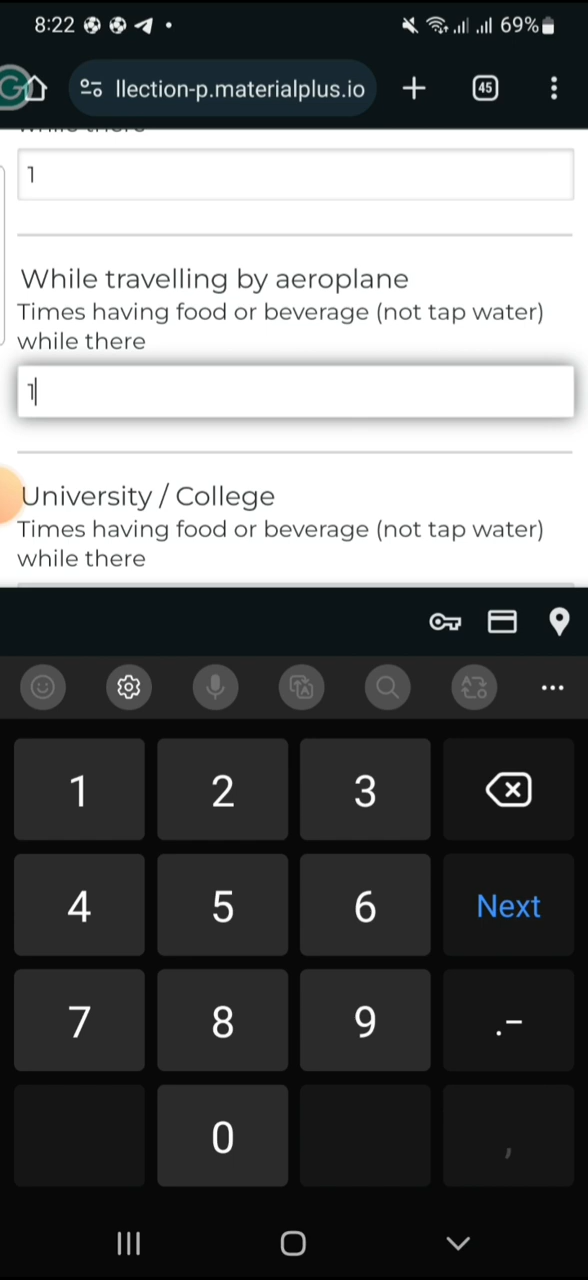 8:22
69%
llection-p.materialplus.io
45
while there
1
While travelling by aeroplane
Times having food or beverage (not tap water)
while there
1
University / College
Times having food or beverage (not tap water)
while there
1 2 3
4 5 6 Next
7 8 9 .-
0 ,